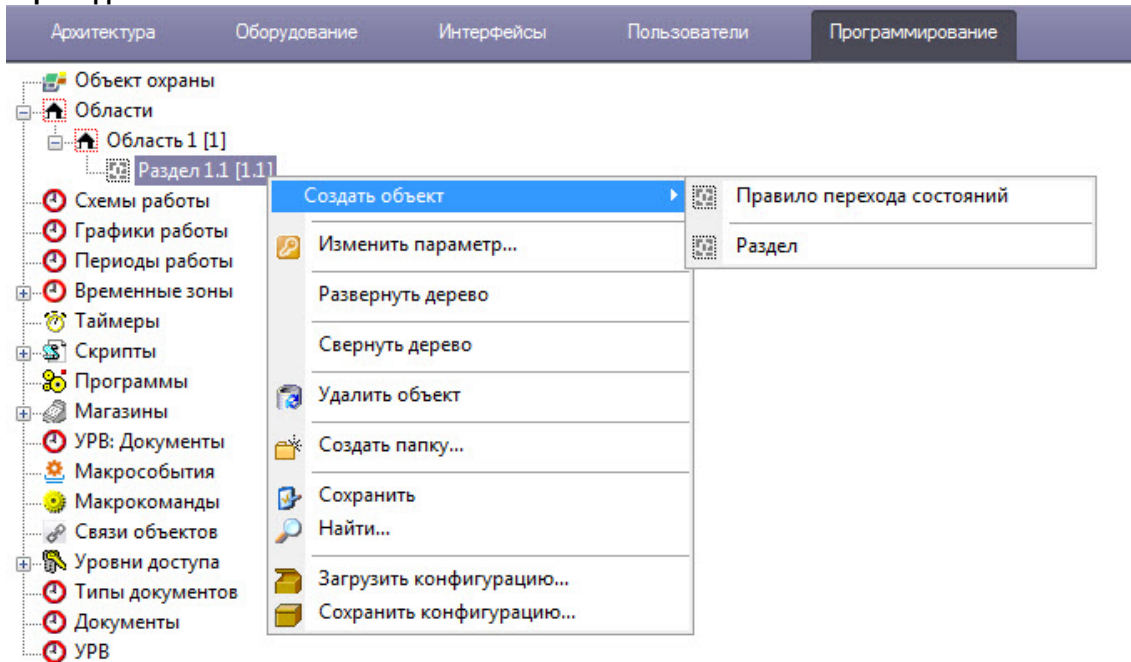 Архитектура Оборудование Интерфейсы Пользователи Программирование
Объект охраны
Области
Область 1 [1]
Раздел 1.1 [1.1]
Схемы работы
Графики работы
Периоды работы
Временные зоны
Таймеры
Скрипты
Программы
Магазины
УРВ: Документы
Макрособытия
Макрокоманды
Связи объектов
Уровни доступа
Типы документов
Документы
УРВ
Создать объект
Изменить параметр...
Развернуть дерево
Свернуть дерево
Удалить объект
Создать папку...
Сохранить
Найти...
Загрузить конфигурацию...
Сохранить конфигурацию...
Правило перехода состояний
Раздел